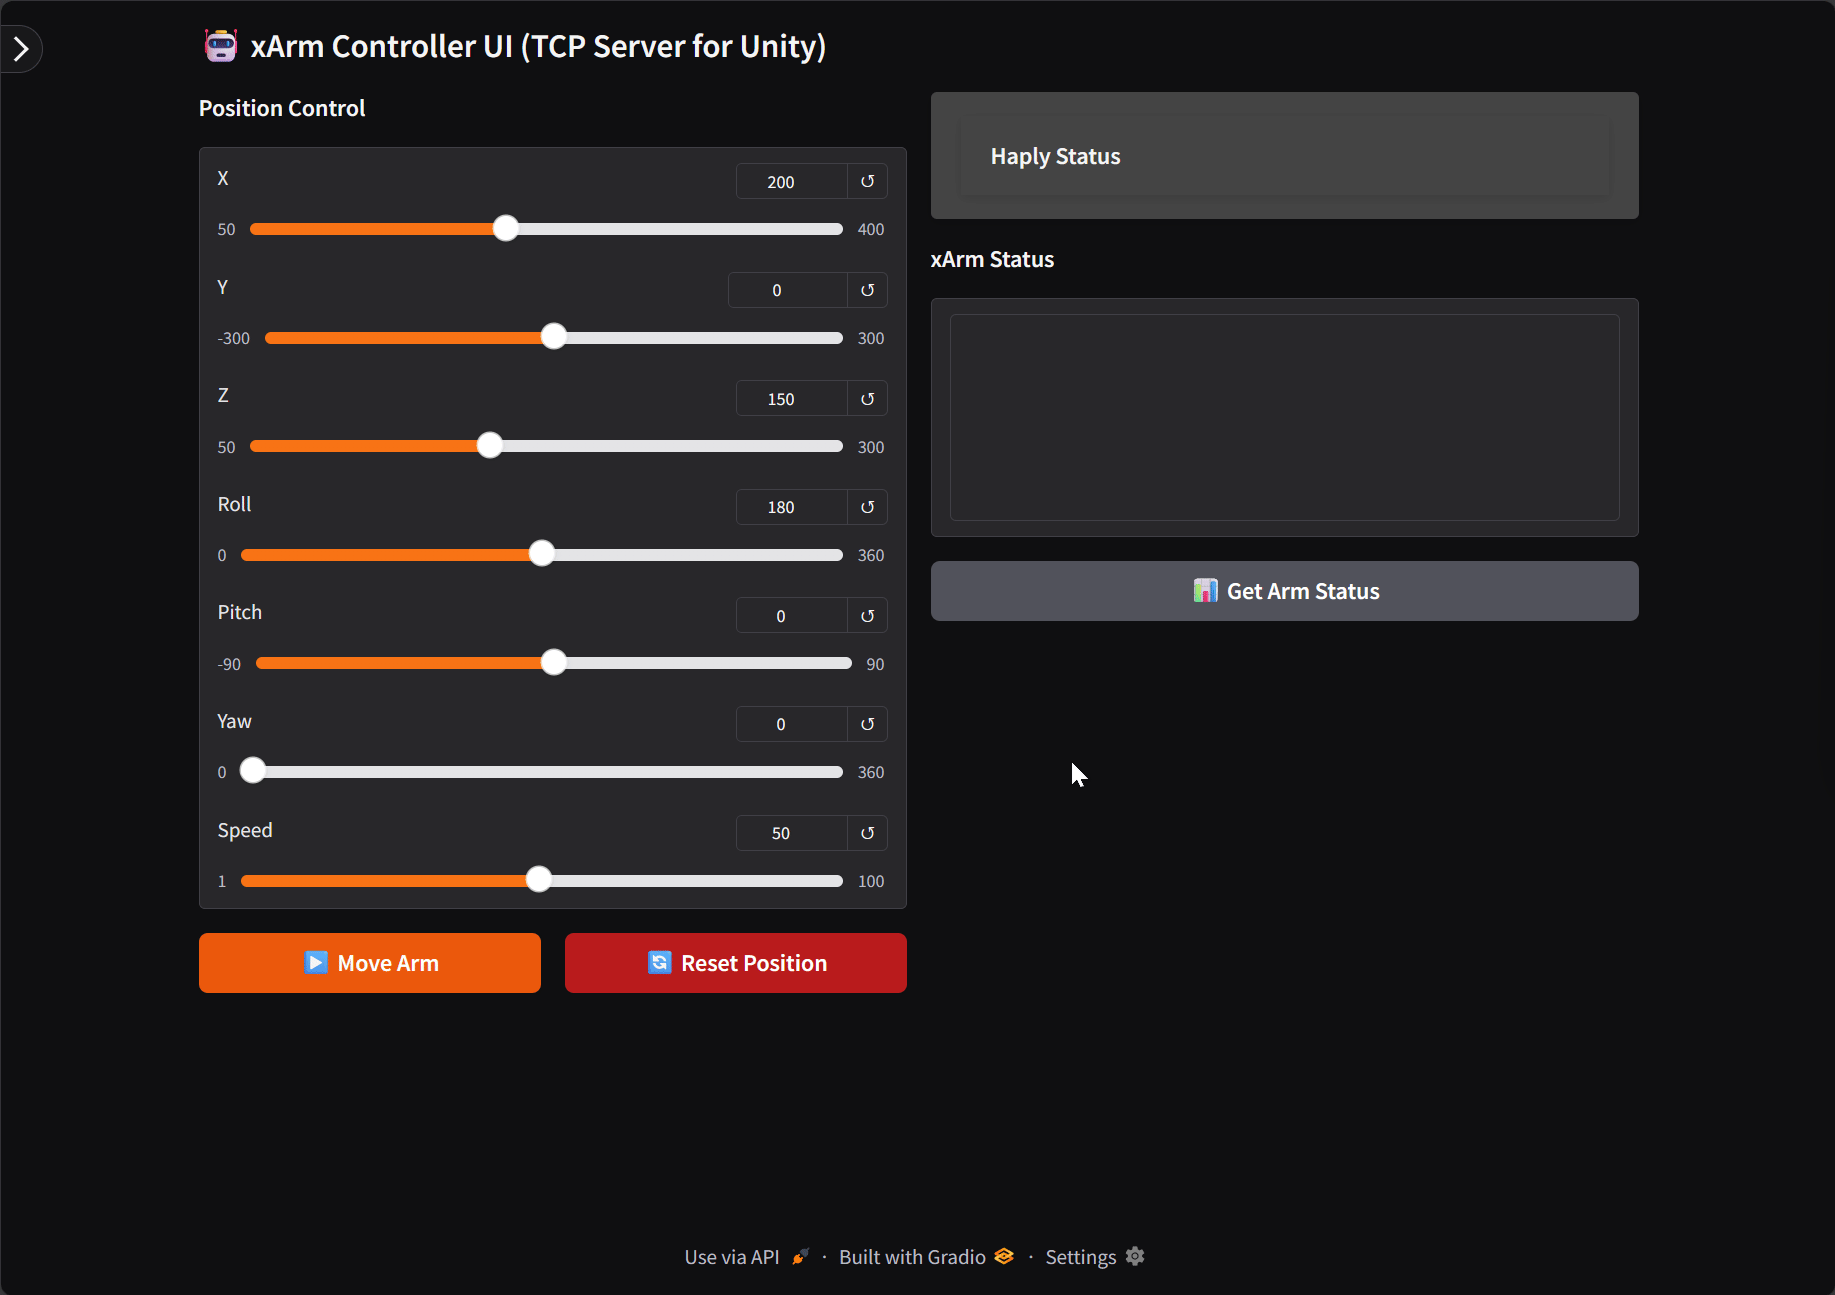 xArm Controller UI (TCP Server for Unity)
Position Control
X
200
50
400
Y
0
-300
300
Z
150
50
300
Roll
180
0
360
Pitch
0
-90
90
Yaw
0
0
360
Speed
50
1
100
Move Arm
Reset Position
Haply Status
xArm Status
Get Arm Status
Use via API · Built with Gradio · Settings